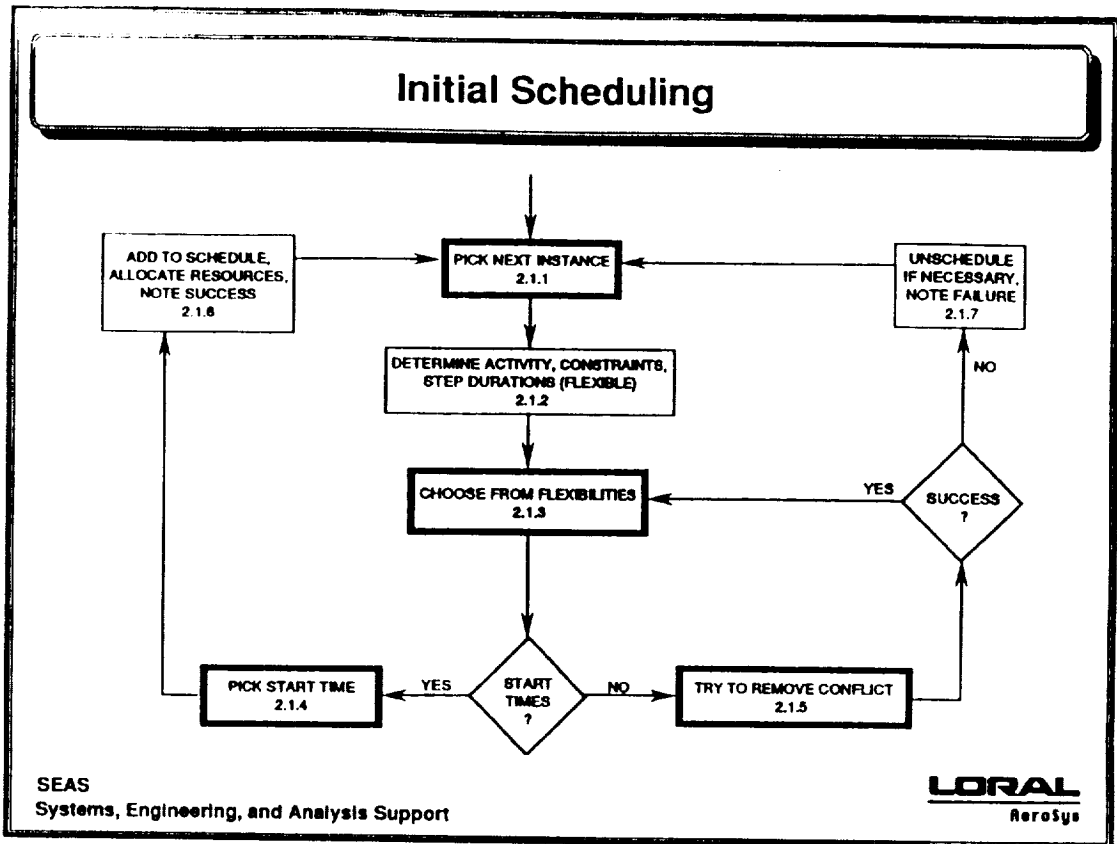 Initial Scheduling
ADD TO SCHEDULE,
ALLOCATE RESOURCES,
NOTE SUCCESS
2.1.6
PICK NEXT INSTANCE
2.1.1
UNSCHEDULE
IF NECESSARY,
NOTE FAILURE
2.1.7
DETERMINE ACTIVITY, CONSTRAINTS,
STEP DURATIONS (FLEXIBLE)
2.1.2
NO
CHOOSE FROM FLEXIBILITIES
2.1.3
YES
SUCCESS
?
PICK START TIME
2.1.4
YES
START
TIMES
?
NO
TRY TO REMOVE CONFLICT
2.1.5
SEAS
Systems, Engineering, and Analysis Support
LORAL
AeroSys